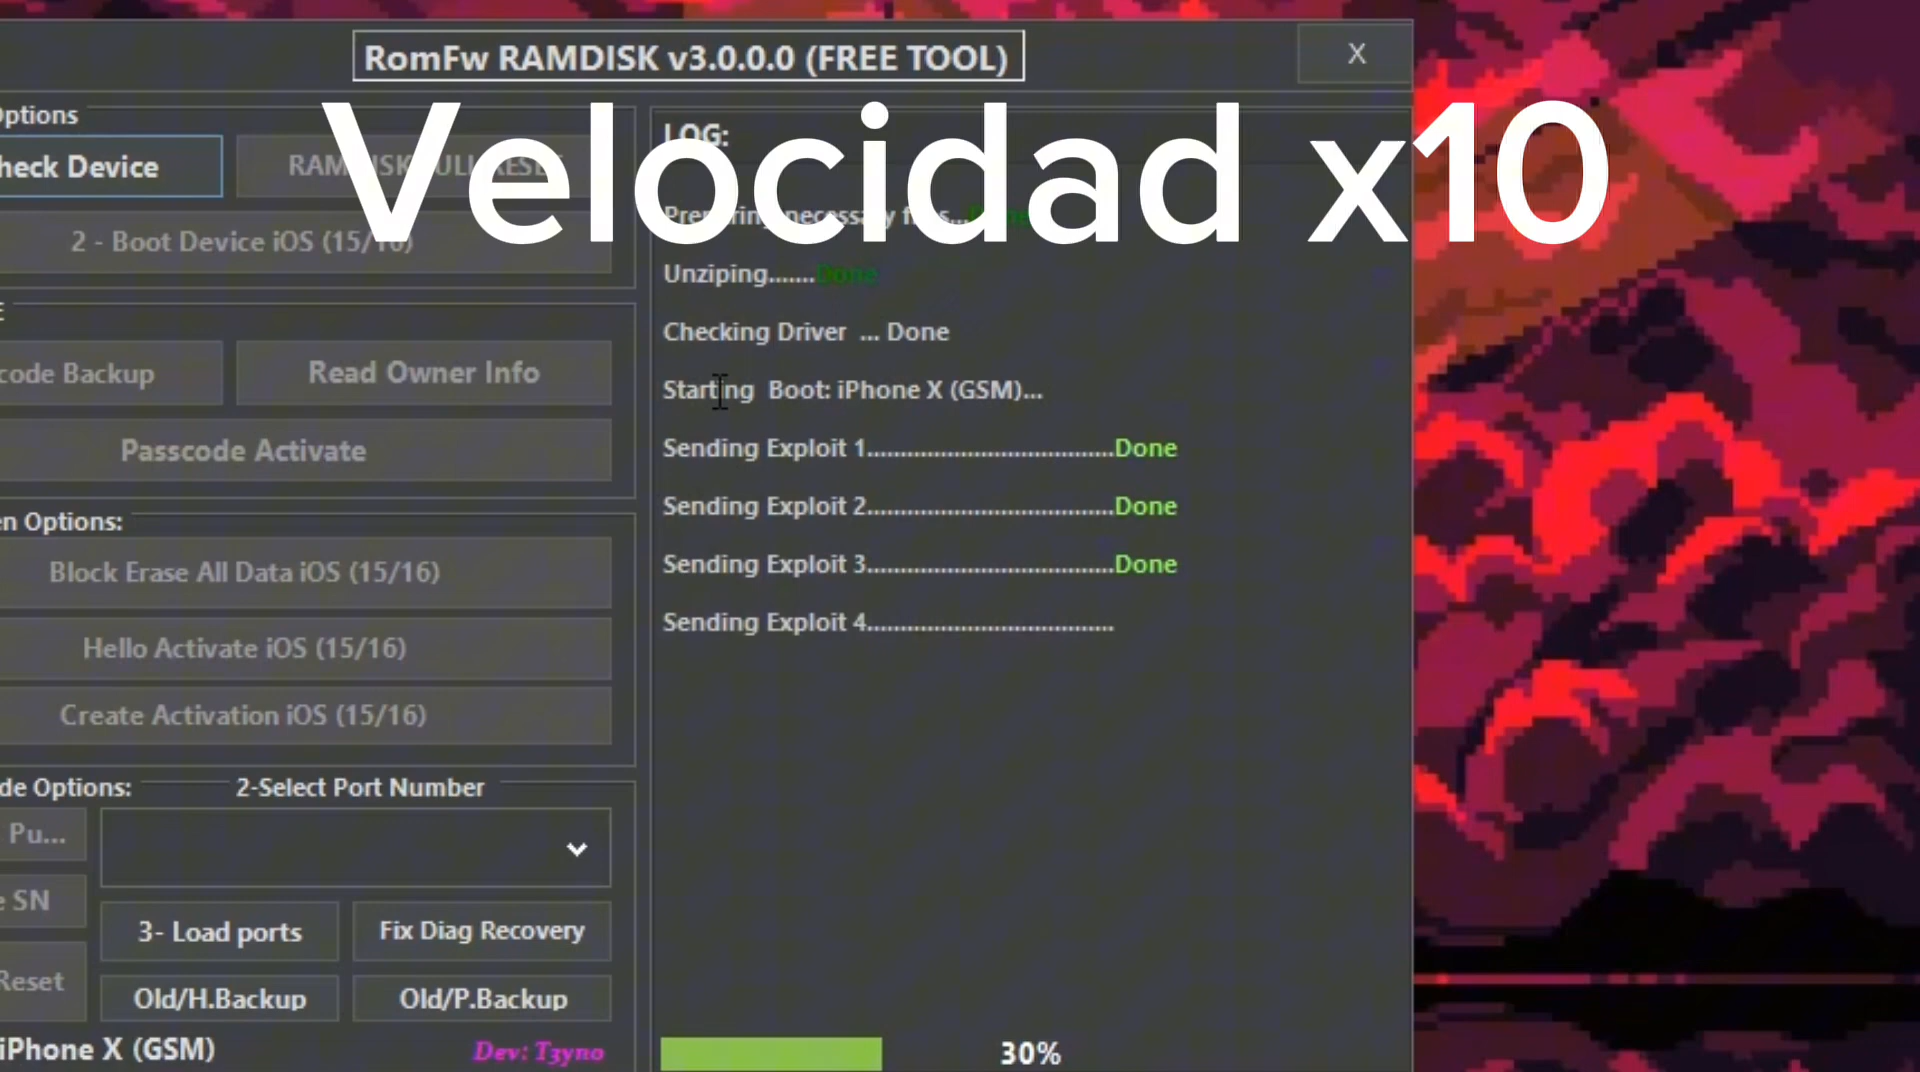 RomFw RAMDISK v3.0.0.0 (FREE TOOL)
X
Velocidad x10
Options
heck Device
2 - Boot Device iOS (15/16)
code Backup
Read Owner Info
Passcode Activate
en Options:
Block Erase All Data iOS (15/16)
Hello Activate iOS (15/16)
Create Activation iOS (15/16)
de Options:
2-Select Port Number
Pu...
e SN
3- Load ports
Fix Diag Recovery
Reset
Old/H.Backup
Old/P.Backup
iPhone X (GSM)
Dev: T3yno
LOG:
necessary
Unziping.......Done
Checking Driver ... Done
Starting Boot: iPhone X (GSM)...
Sending Exploit 1.....................................Done
Sending Exploit 2.....................................Done
Sending Exploit 3.....................................Done
Sending Exploit 4.....................................
30%